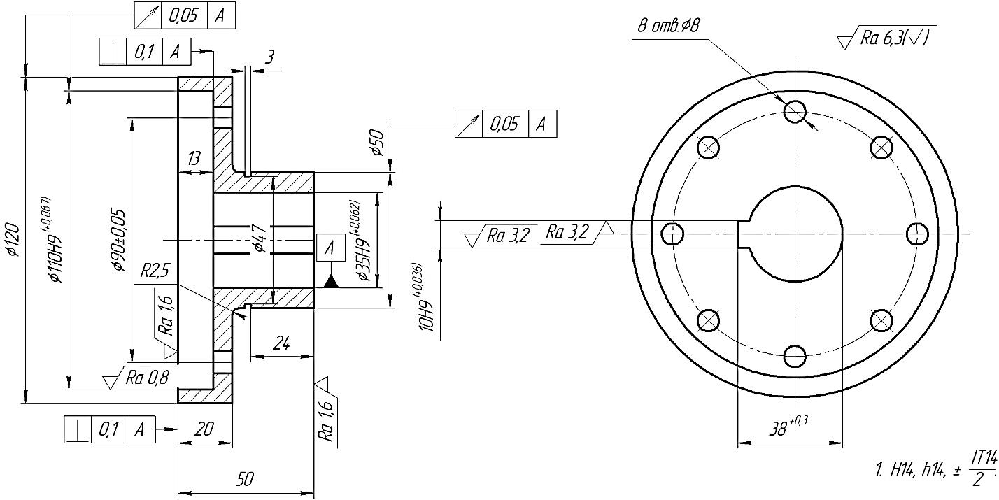 0,05 A
0,1 A
3
8 отв.⌀8
Ra 6,3(√)
0,05 A
⌀50
13
⌀110H9(+0,087)
⌀120
⌀90±0,05
⌀47
⌀35H9(+0,062)
A
Ra 3,2
Ra 3,2
R2,5
Ra 1,6
10H9(+0,036)
24
Ra 0,8
Ra 1,6
0,1 A
20
38+0,3
50
1. H14, h14, ± IT14/2.